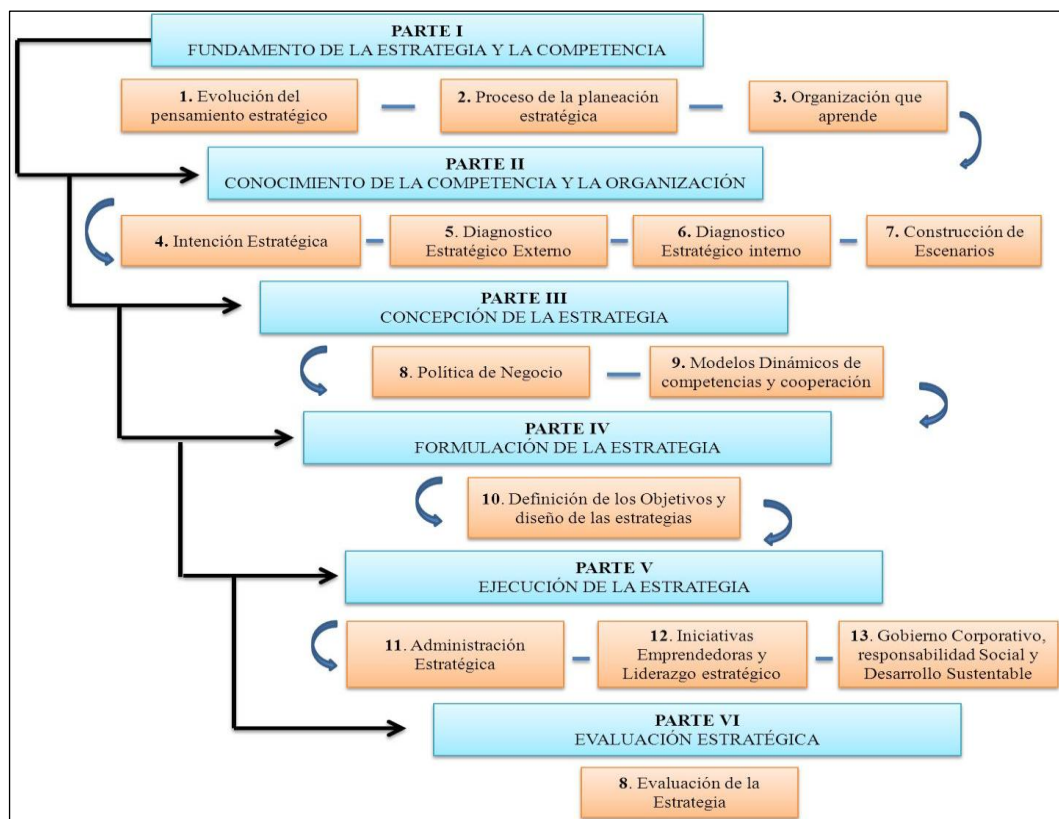 PARTE I
FUNDAMENTO DE LA ESTRATEGIA Y LA COMPETENCIA
1. Evolución del
pensamiento estratégico
2. Proceso de la planeación
estratégica
3. Organización que
aprende
PARTE II
CONOCIMIENTO DE LA COMPETENCIA Y LA ORGANIZACIÓN
4. Intención Estratégica
5. Diagnostico
Estratégico Externo
6. Diagnostico
Estratégico interno
7. Construcción de
Escenarios
PARTE III
CONCEPCIÓN DE LA ESTRATEGIA
8. Política de Negocio
9. Modelos Dinámicos de
competencias y cooperación
PARTE IV
FORMULACIÓN DE LA ESTRATEGIA
10. Definición de los Objetivos y
diseño de las estrategias
PARTE V
EJECUCIÓN DE LA ESTRATEGIA
11. Administración
Estratégica
12. Iniciativas
Emprendedoras y
Liderazgo estratégico
13. Gobierno Corporativo,
responsabilidad Social y
Desarrollo Sustentable
PARTE VI
EVALUACIÓN ESTRATÉGICA
8. Evaluación de la
Estrategia